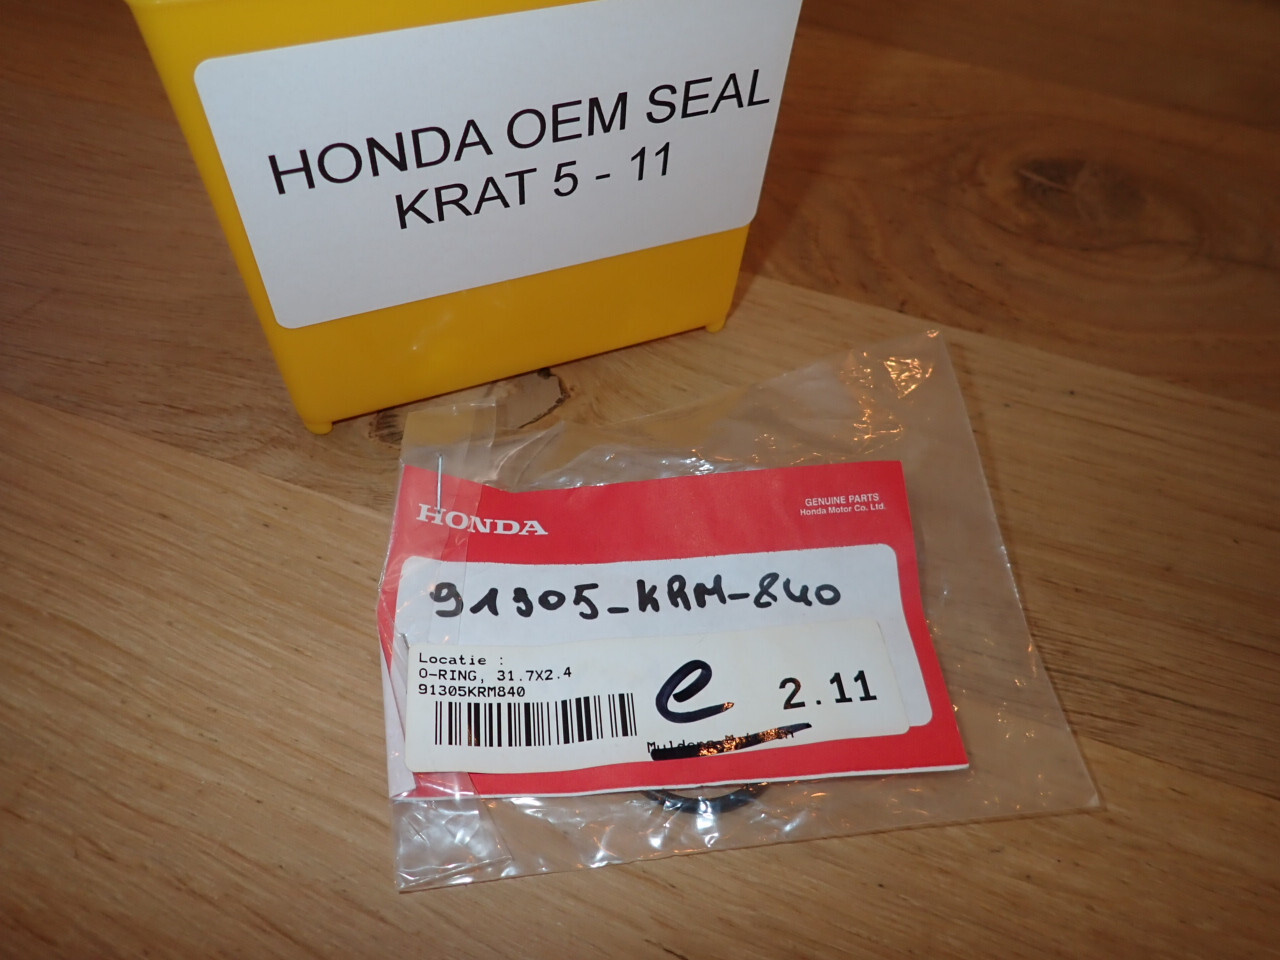 HONDA OEM SEAL
KRAT 5 - 11
HONDA
GENUINE PARTS
Honda Motor Co. Ltd.
91305-KRM-840
Locatie :
O-RING, 31.7X2.4
91305KRM840
e 2.11